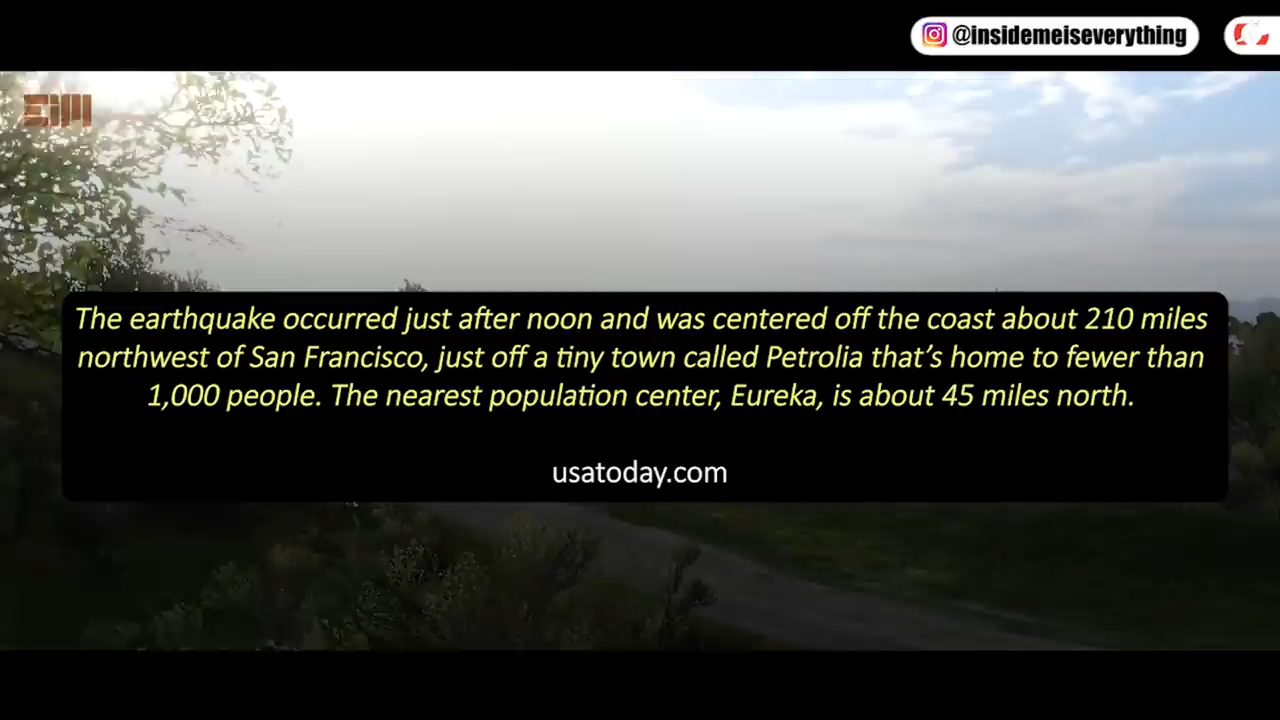 @insidemeiseverything
EiM
The earthquake occurred just after noon and was centered off the coast about 210 miles
northwest of San Francisco, just off a tiny town called Petrolia that’s home to fewer than
1,000 people. The nearest population center, Eureka, is about 45 miles north.
usatoday.com